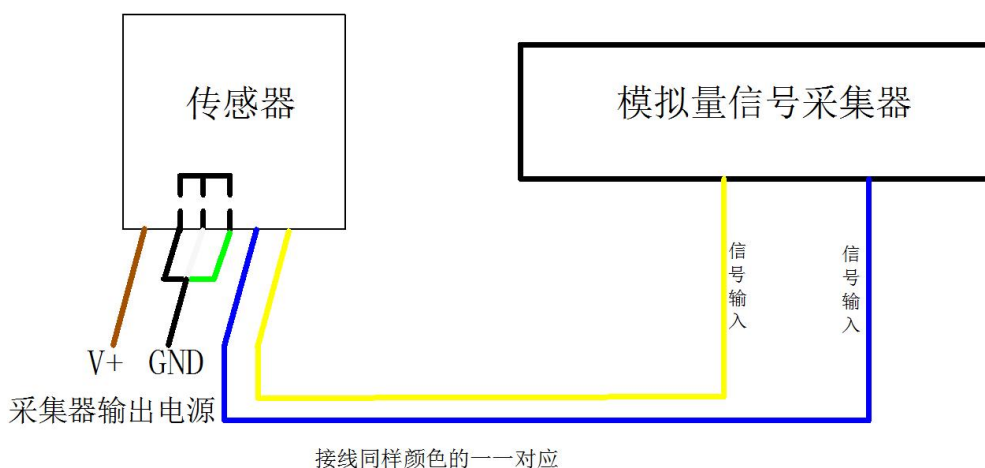 传感器
模拟量信号采集器
信号输入
信号输入
V+ GND
采集器输出电源
接线同样颜色的一一对应